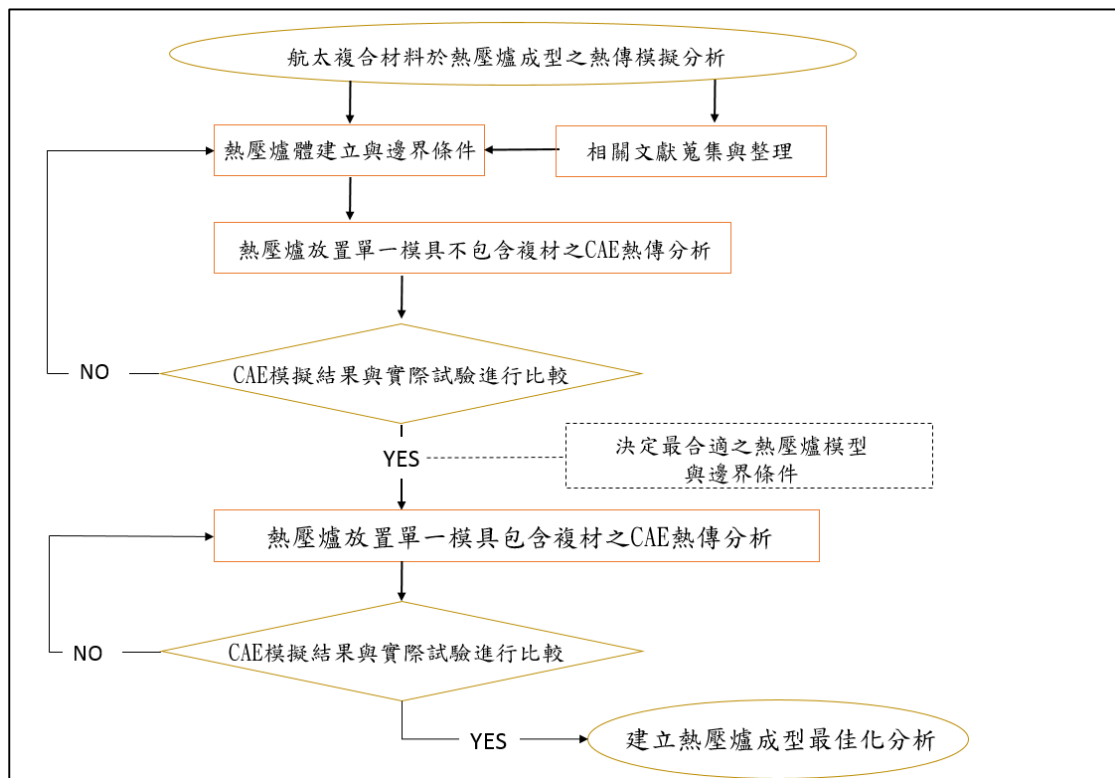 航太複合材料於熱壓爐成型之熱傳模擬分析
熱壓爐體建立與邊界條件
相關文獻蒐集與整理
熱壓爐放置單一模具不包含複材之CAE熱傳分析
CAE模擬結果與實際試驗進行比較
NO
YES
決定最合適之熱壓爐模型
與邊界條件
熱壓爐放置單一模具包含複材之CAE熱傳分析
CAE模擬結果與實際試驗進行比較
NO
YES
建立熱壓爐成型最佳化分析